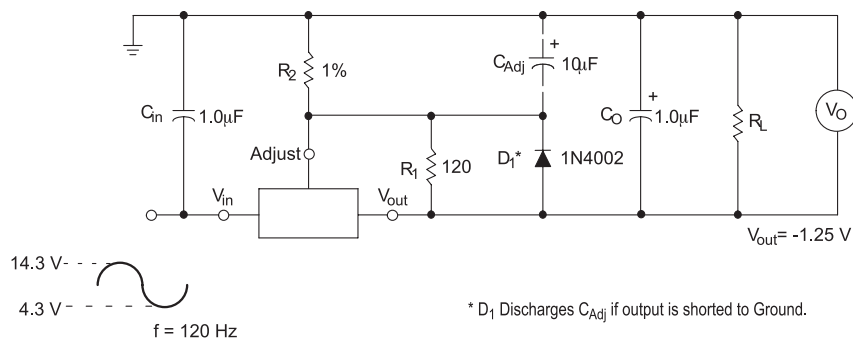 R2 1%
CAdj + 10μF
Cin 1.0μF
CO + 1.0μF
RL
VO
Adjust
R1 120
D1* 1N4002
Vin
Vout
Vout= -1.25 V
14.3 V
4.3 V
f = 120 Hz
* D1 Discharges CAdj if output is shorted to Ground.